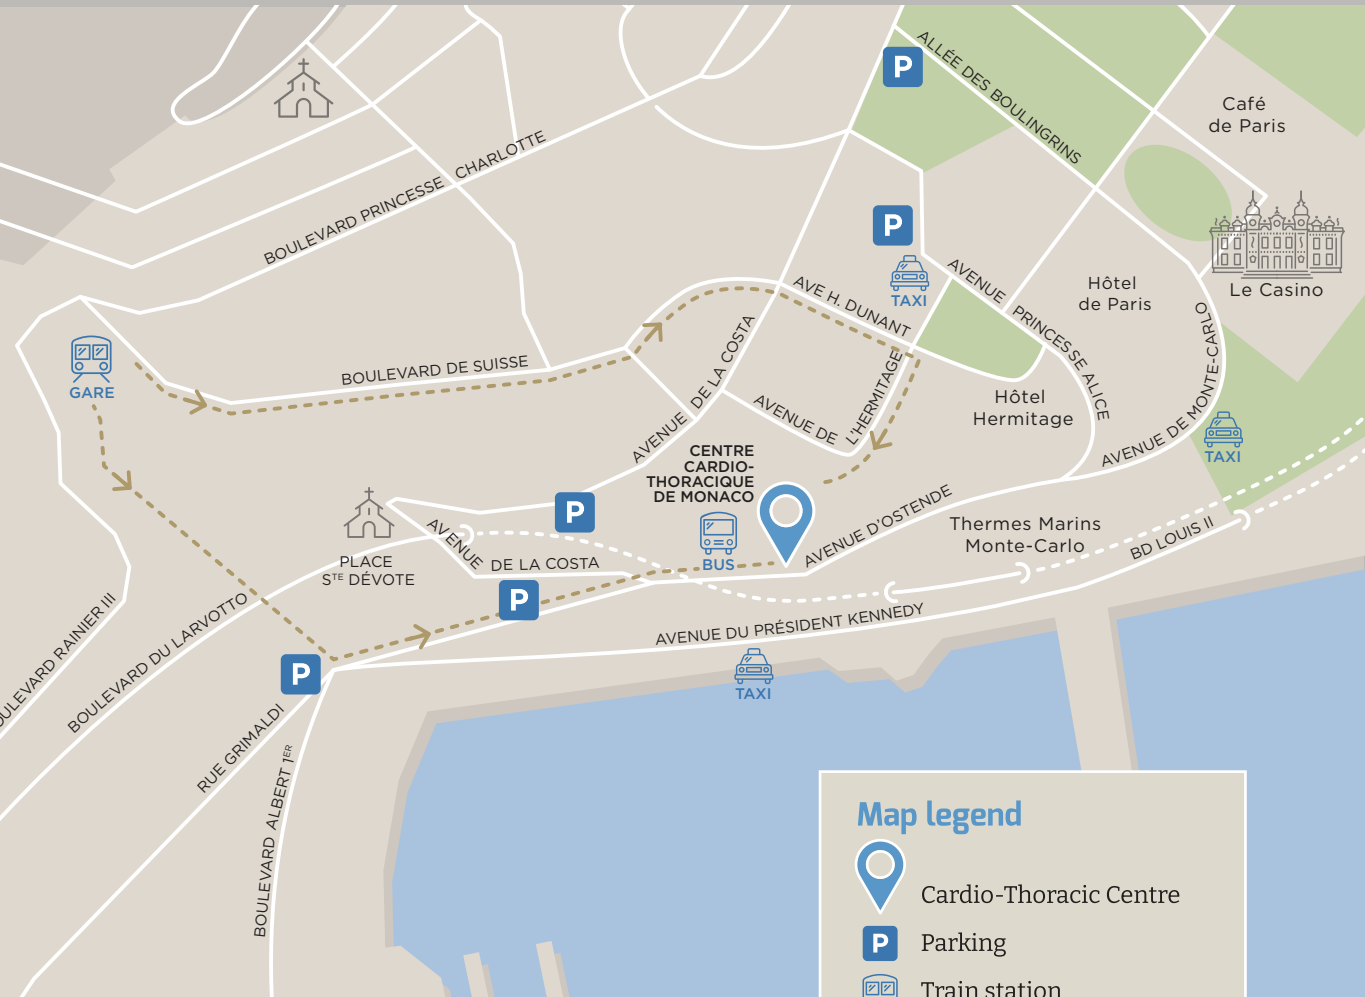 P
ALLÉE DES BOULINGRINS
Café
de Paris
BOULEVARD PRINCESSE CHARLOTTE
P
TAXI
AVENUE PRINCESSE ALICE
Hôtel
de Paris
Le Casino
AVE H. DUNANT
GARE
BOULEVARD DE SUISSE
AVENUE DE LA COSTA
AVENUE DE L'HERMITAGE
Hôtel
Hermitage
AVENUE DE MONTE-CARLO
TAXI
CENTRE
CARDIO-
THORACIQUE
DE MONACO
P
BUS
AVENUE D'OSTENDE
Thermes Marins
Monte-Carlo
BD LOUIS II
PLACE
STE DÉVOTE
AVENUE DE LA COSTA
P
AVENUE DU PRÉSIDENT KENNEDY
TAXI
P
RAINIER III
BOULEVARD DU LARVOTTO
RUE GRIMALDI
BOULEVARD ALBERT 1ER
Map legend
Cardio-Thoracic Centre
P Parking
Train station